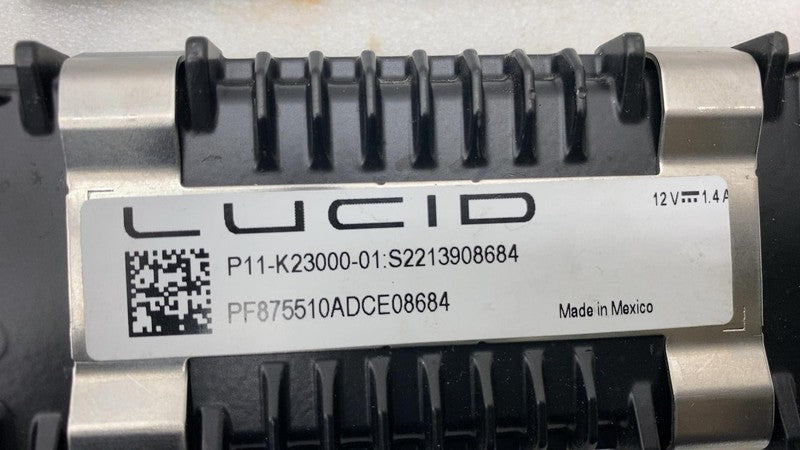 LUCID
12 V⎓1.4 A
P11-K23000-01:S2213908684
PF875510ADCE08684
Made in Mexico